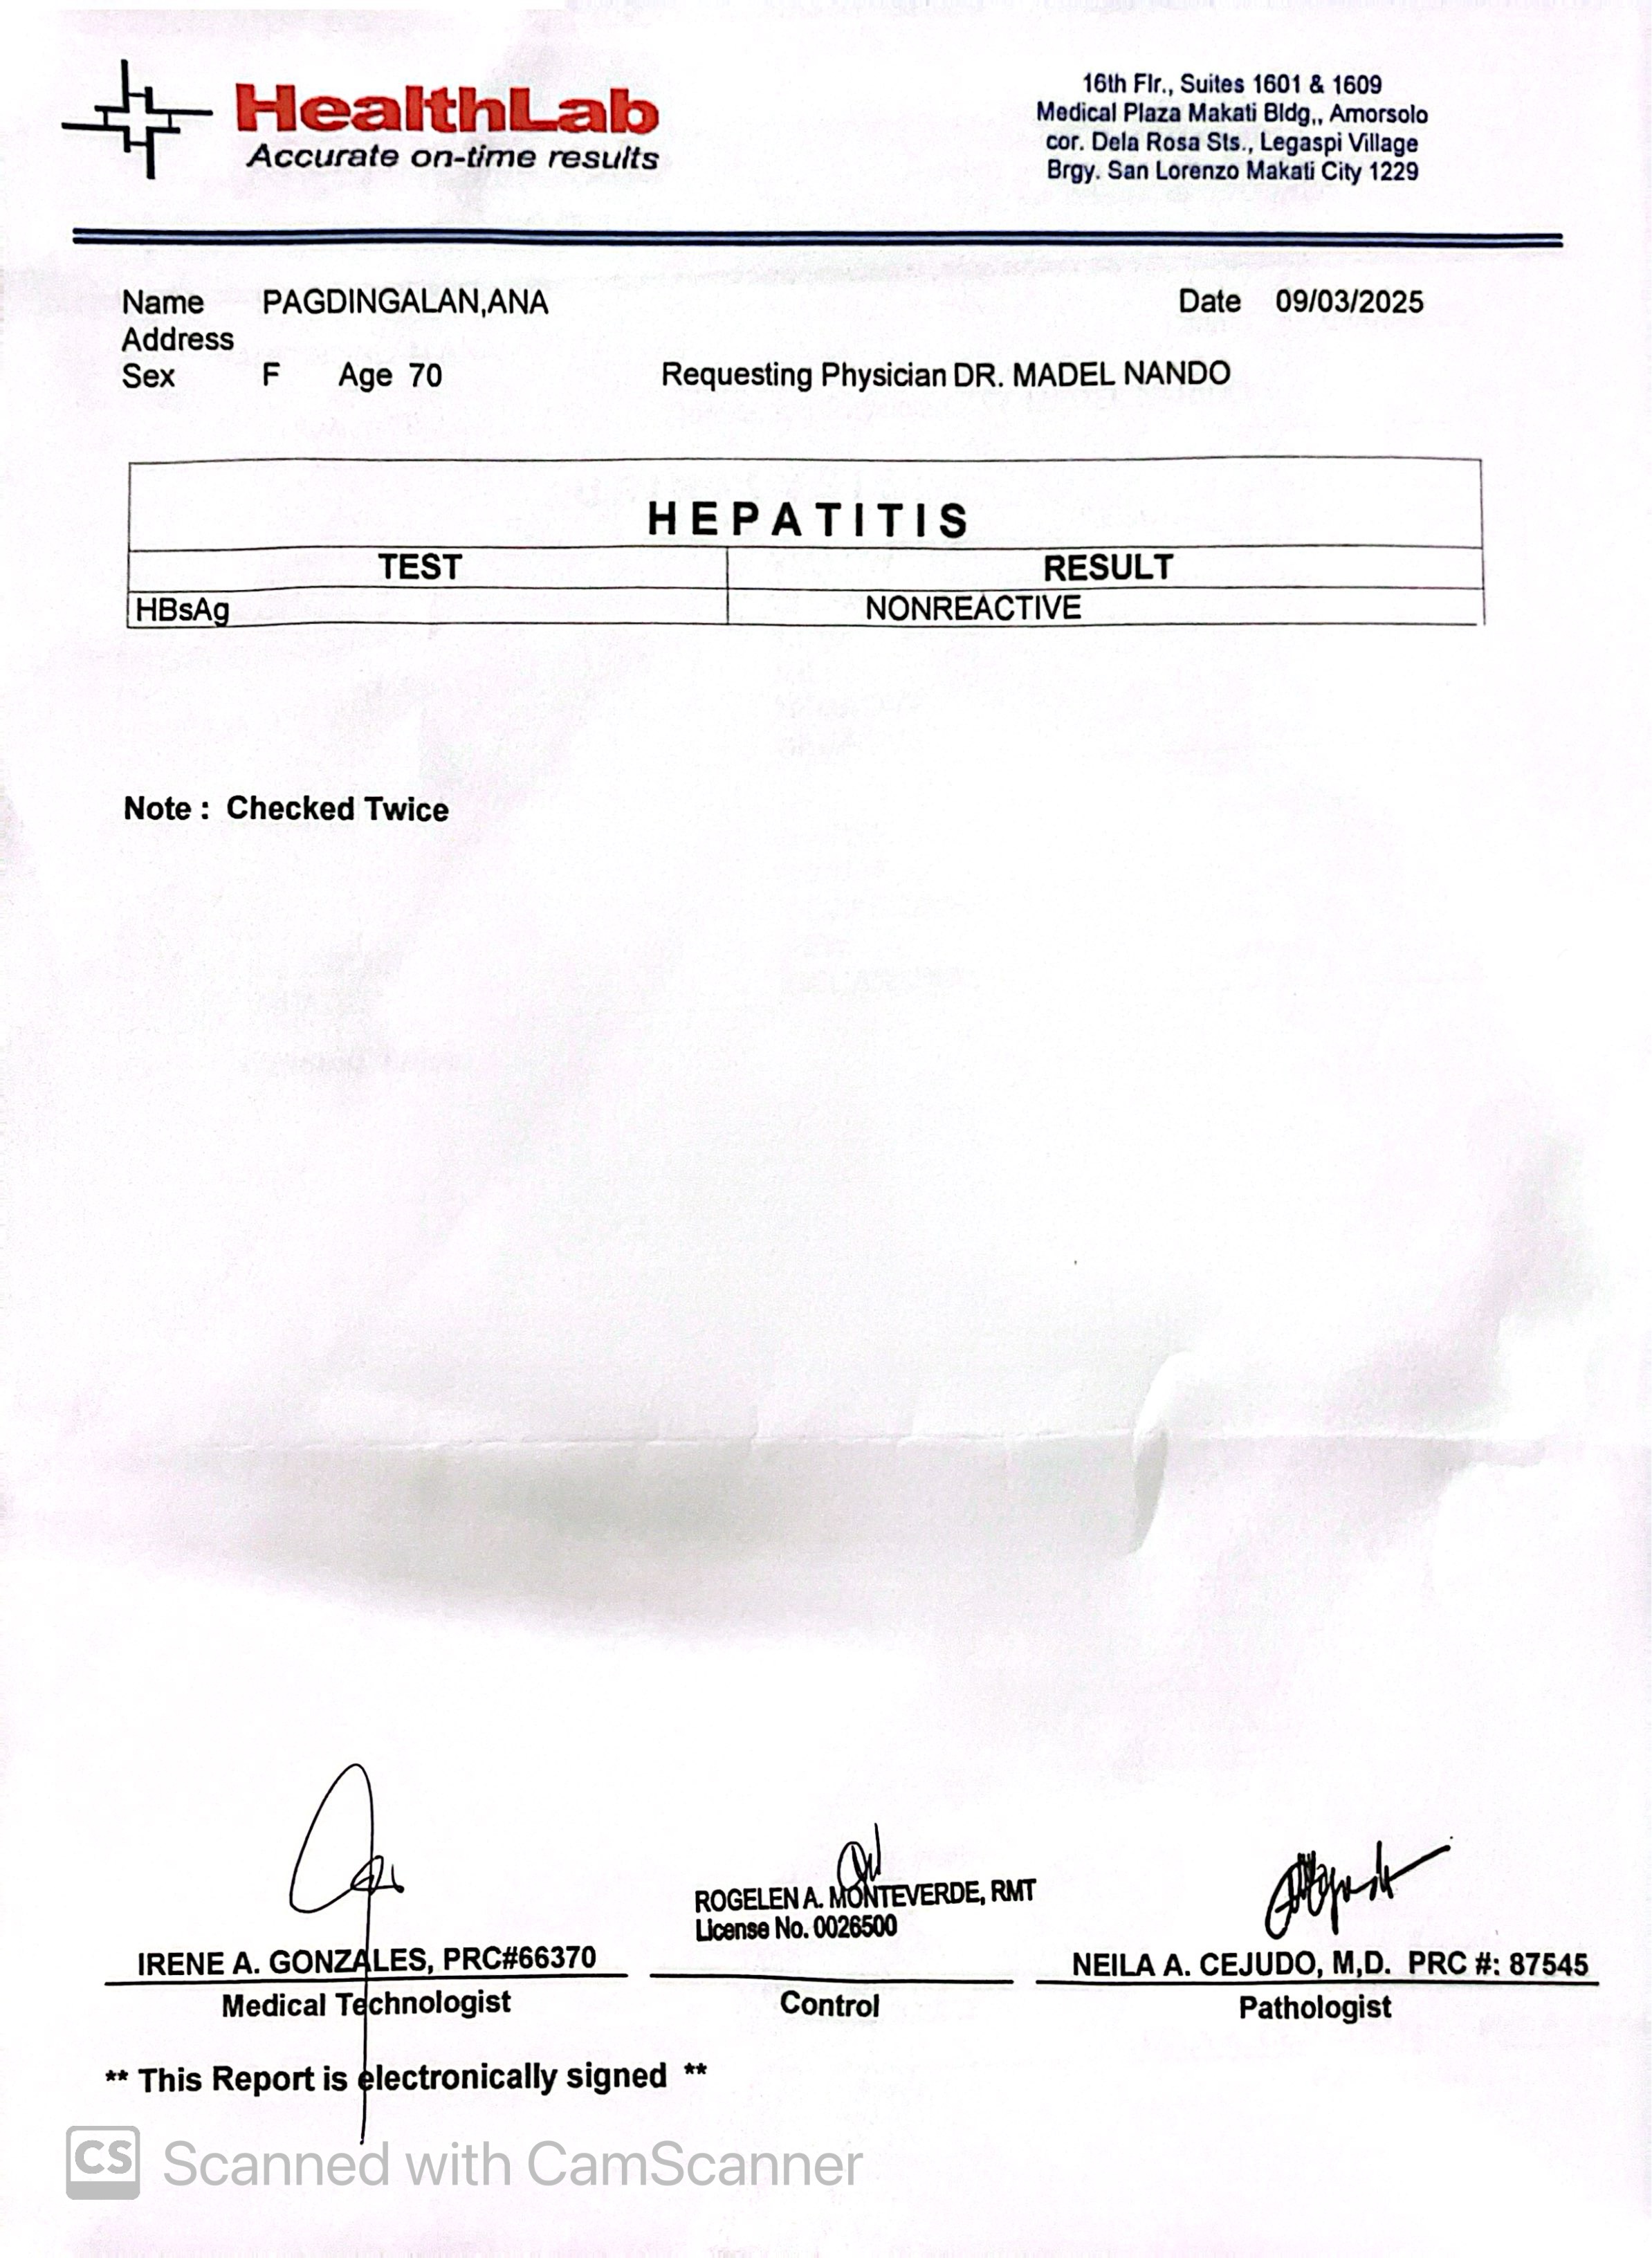 HealthLab
Accurate on-time results
16th Flr., Suites 1601 & 1609
Medical Plaza Makati Bldg,, Amorsolo
cor. Dela Rosa Sts., Legaspi Village
Brgy. San Lorenzo Makati City 1229
Name PAGDINGALAN,ANA Date 09/03/2025
Address
Sex F Age 70 Requesting Physician DR. MADEL NANDO
HEPATITIS
TEST RESULT
HBsAg NONREACTIVE
Note : Checked Twice
ROGELEN A. MONTEVERDE, RMT
License No. 0026500
IRENE A. GONZALES, PRC#66370 NEILA A. CEJUDO, M,D. PRC #: 87545
Medical Technologist Control Pathologist
** This Report is electronically signed **
CS Scanned with CamScanner